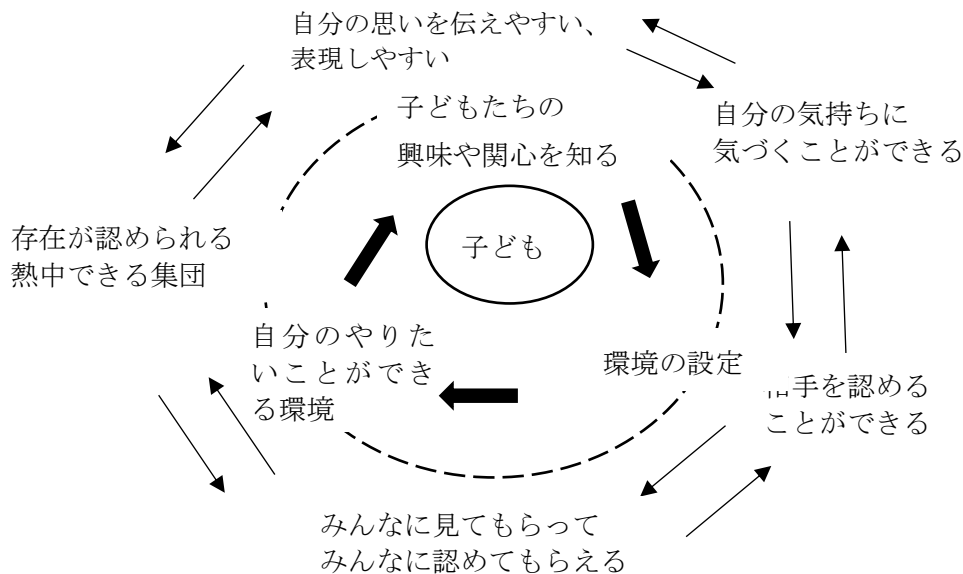 自分の思いを伝えやすい、
表現しやすい
子どもたちの
興味や関心を知る
自分の気持ちに
気づくことができる
存在が認められる
熱中できる集団
子ども
自分のやりた
いことができ
る環境
環境の設定
手を認める
ことができる
みんなに見てもらって
みんなに認めてもらえる